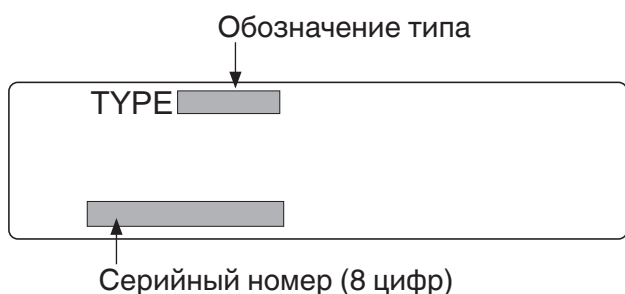 Обозначение типа
TYPE
Серийный номер (8 цифр)